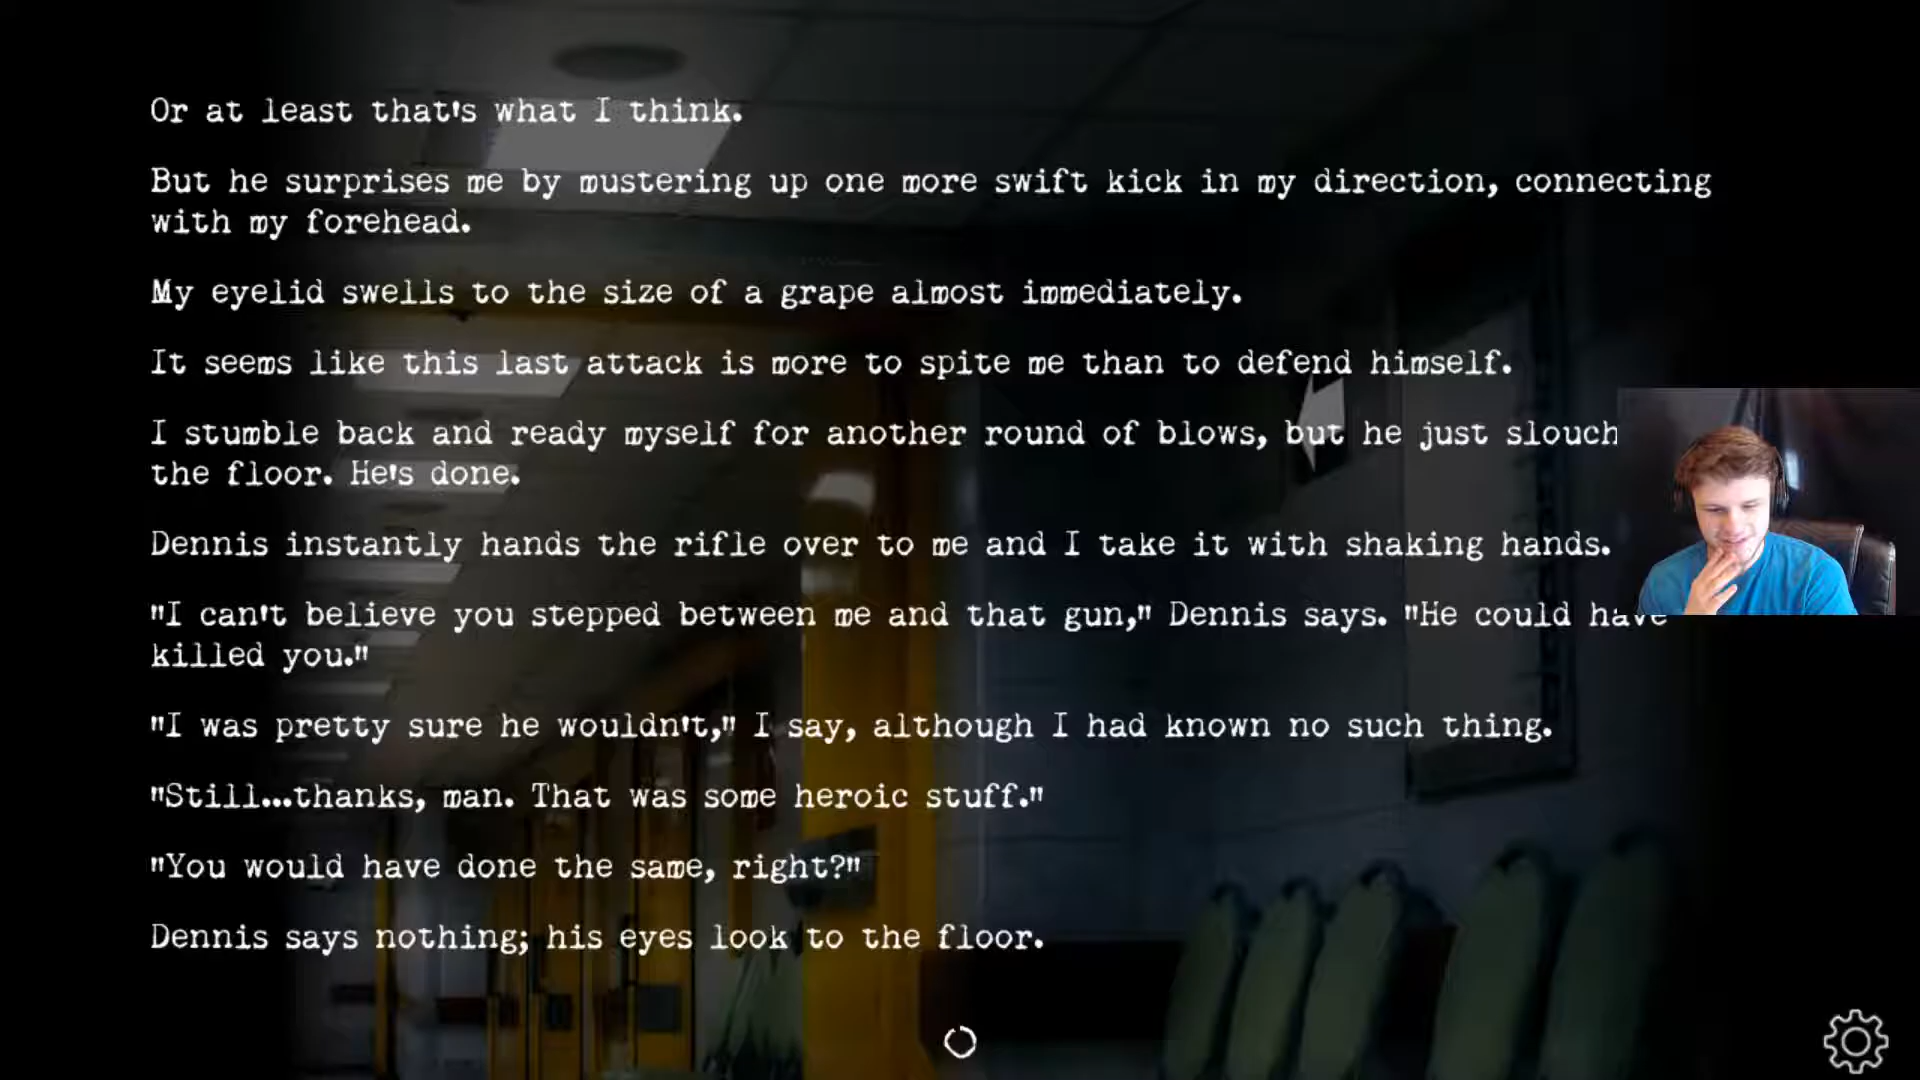 Or at least that's what I think.
But he surprises me by mustering up one more swift kick in my direction, connecting
with my forehead.
My eyelid swells to the size of a grape almost immediately.
It seems like this last attack is more to spite me than to defend himself.
I stumble back and ready myself for another round of blows, but he just slouch
the floor. He's done.
Dennis instantly hands the rifle over to me and I take it with shaking hands.
"I can't believe you stepped between me and that gun," Dennis says. "He could have
killed you."
"I was pretty sure he wouldn't," I say, although I had known no such thing.
"Still...thanks, man. That was some heroic stuff."
"You would have done the same, right?"
Dennis says nothing; his eyes look to the floor.